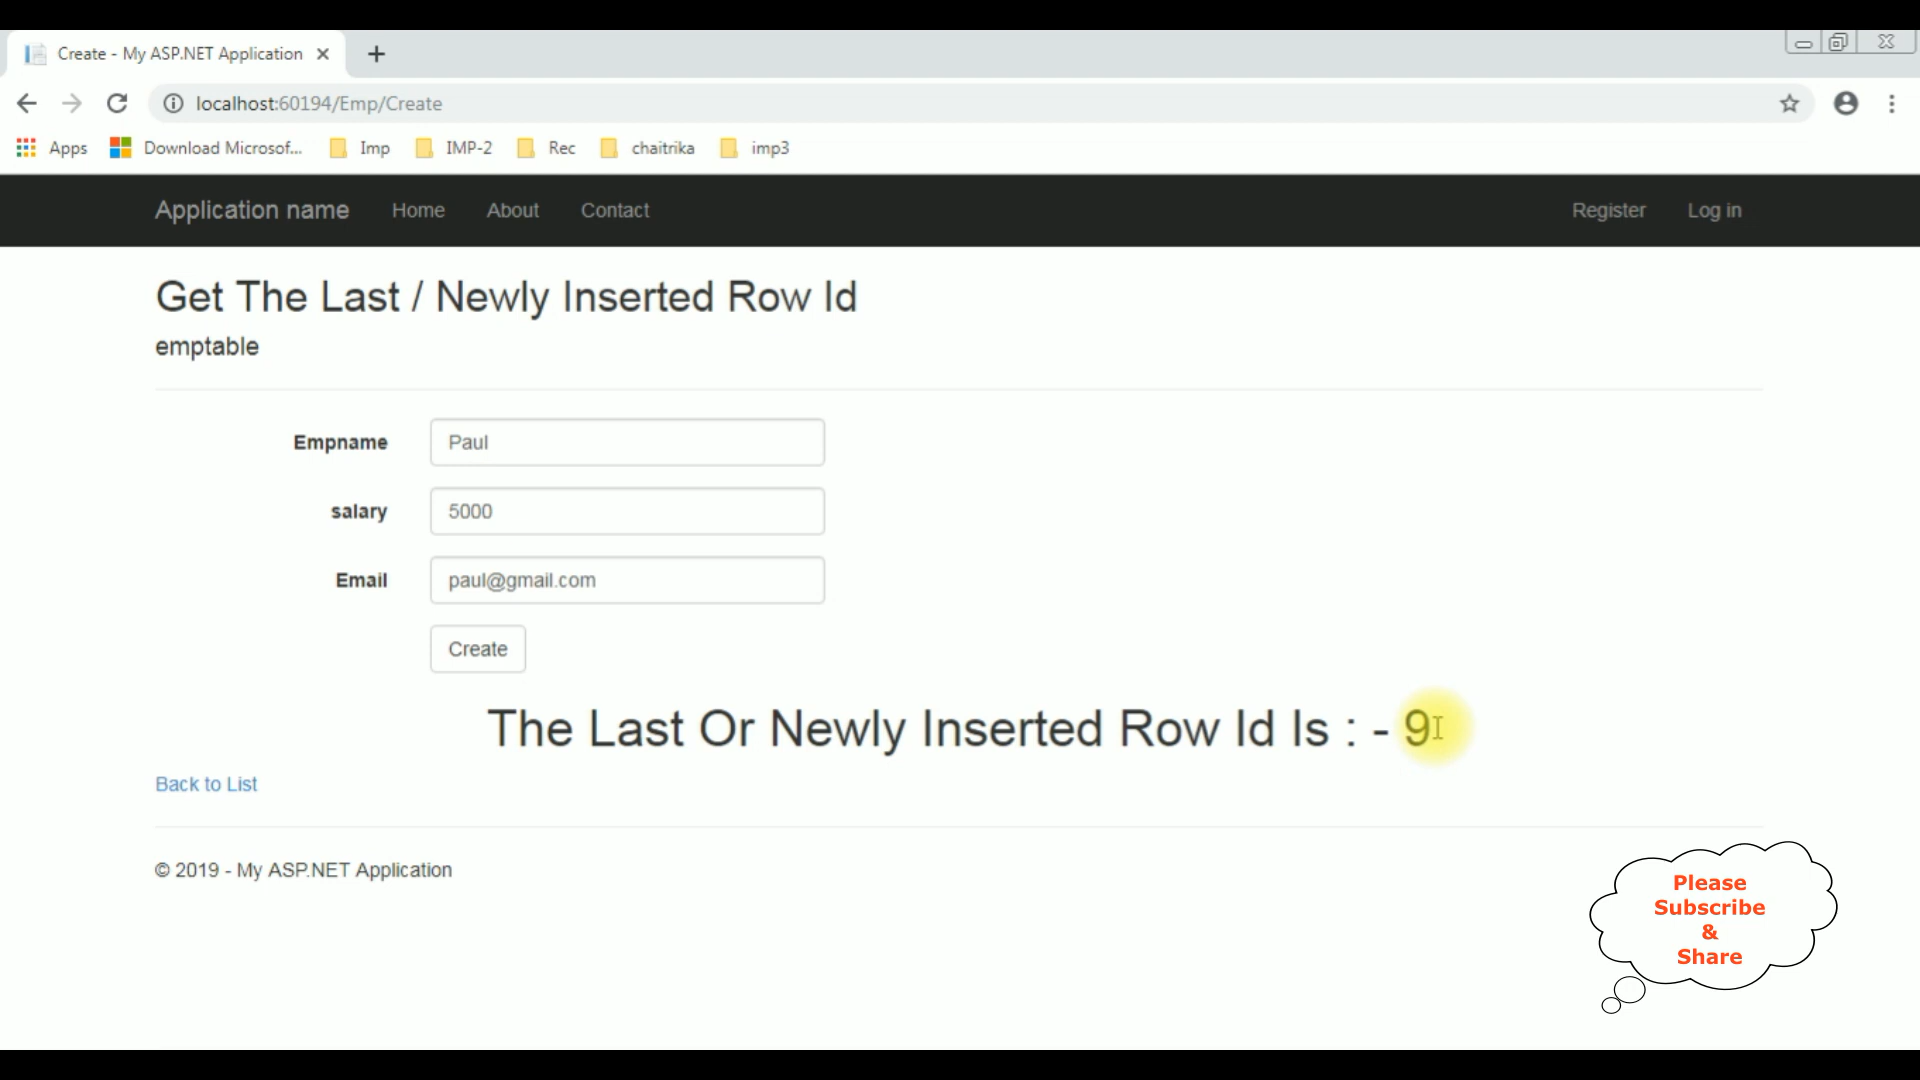 Create - My ASP.NET Application
localhost:60194/Emp/Create
Apps Download Microsof... Imp IMP-2 Rec chaitrika imp3
Application name Home About Contact Register Log in
Get The Last / Newly Inserted Row Id
emptable
Empname Paul
salary 5000
Email paul@gmail.com
Create
The Last Or Newly Inserted Row Id Is : - 9
Back to List
© 2019 - My ASP.NET Application
Please
Subscribe
&
Share